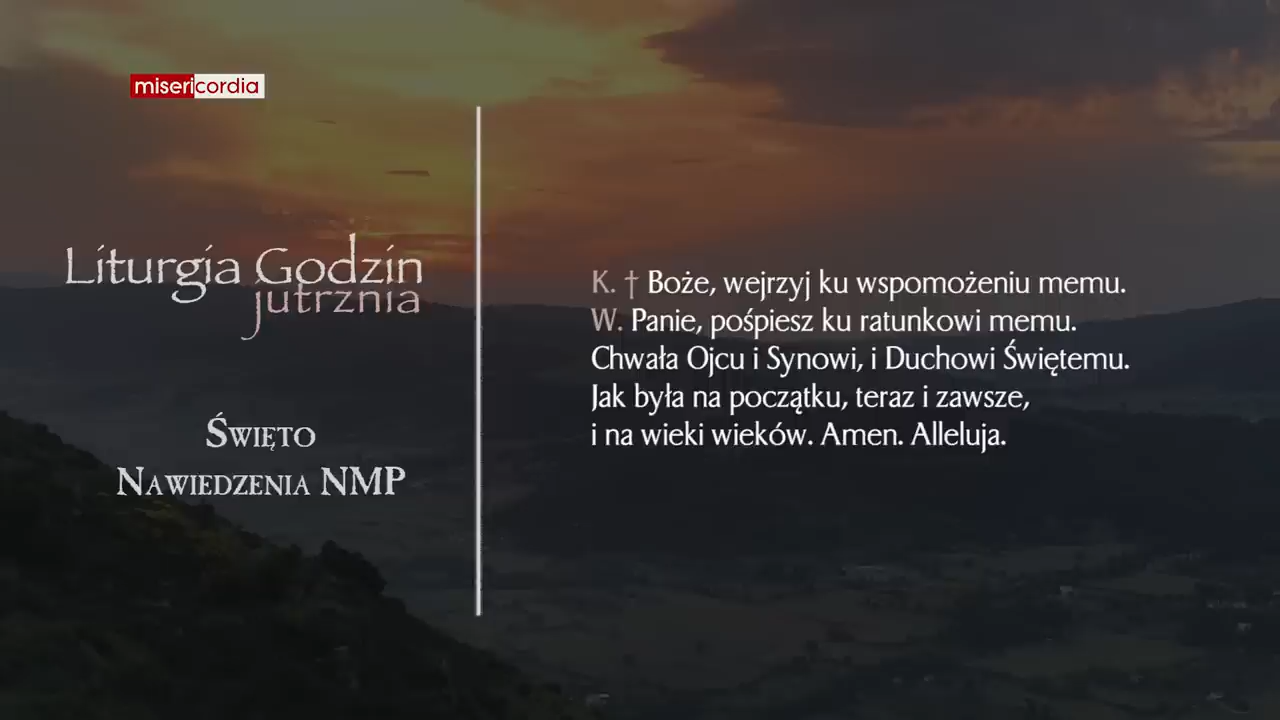 misericordia
Liturgia Godzin
jutrznia
Święto
Nawiedzenia NMP
K. † Boże, wejrzyj ku wspomożeniu memu.
W. Panie, pośpiesz ku ratunkowi memu.
Chwała Ojcu i Synowi, i Duchowi Świętemu.
Jak była na początku, teraz i zawsze,
i na wieki wieków. Amen. Alleluja.